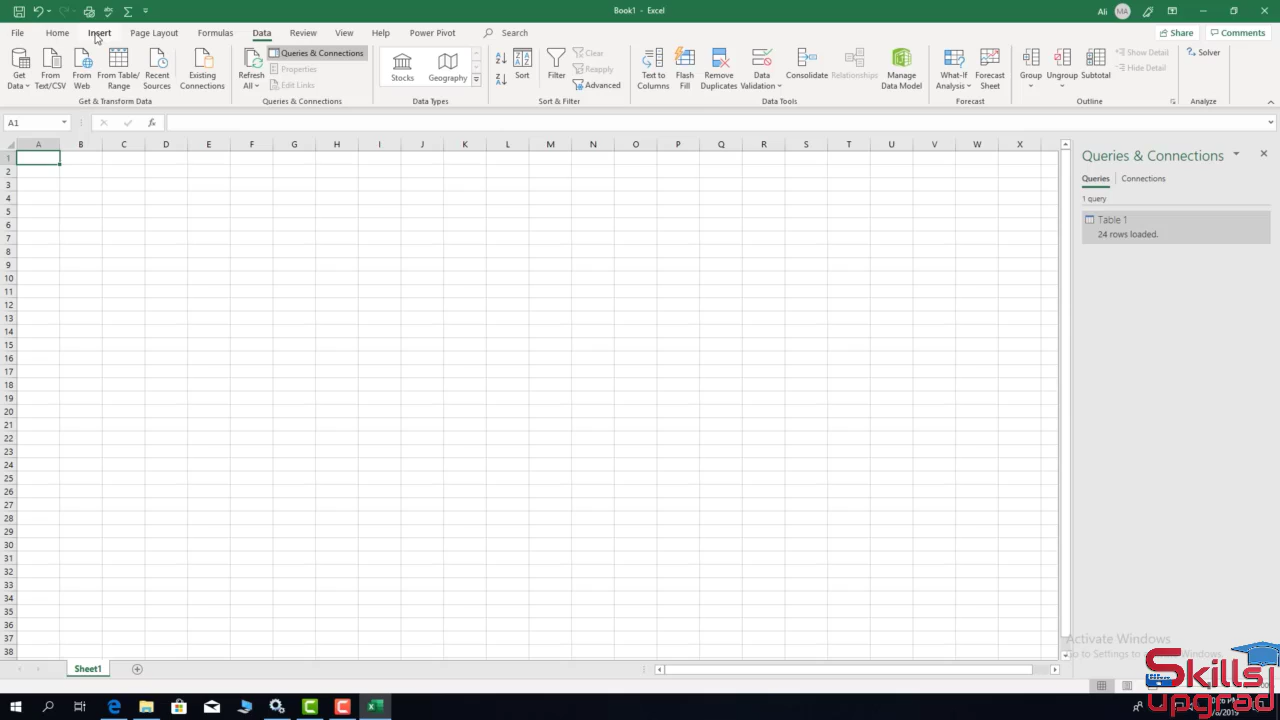 Book1 - Excel
Ali MA
File Home Insert Page Layout Formulas Data Review View Help Power Pivot Search Share Comments
Get Data From Text/CSV From Web From Table/ Range Recent Sources Existing Connections
Get & Transform Data
Refresh All Queries & Connections Properties Edit Links
Queries & Connections
Stocks Geography
Data Types
Sort Filter Clear Reapply Advanced
Sort & Filter
Text to Columns Flash Fill Remove Duplicates Data Validation Consolidate Relationships Manage Data Model
Data Tools
What-If Analysis Forecast Sheet
Forecast
Group Ungroup Subtotal Show Detail Hide Detail
Outline
Solver
Analyze
A1 fx
A B C D E F G H I J K L M N O P Q R S T U V W X
1
2
3
4
5
6
7
8
9
10
11
12
13
14
15
16
17
18
19
20
21
22
23
24
25
26
27
28
29
30
31
32
33
34
35
36
37
38
Queries & Connections
Queries Connections
1 query
Table 1
24 rows loaded.
Activate Windows
Sheet1
Skills
upgrad